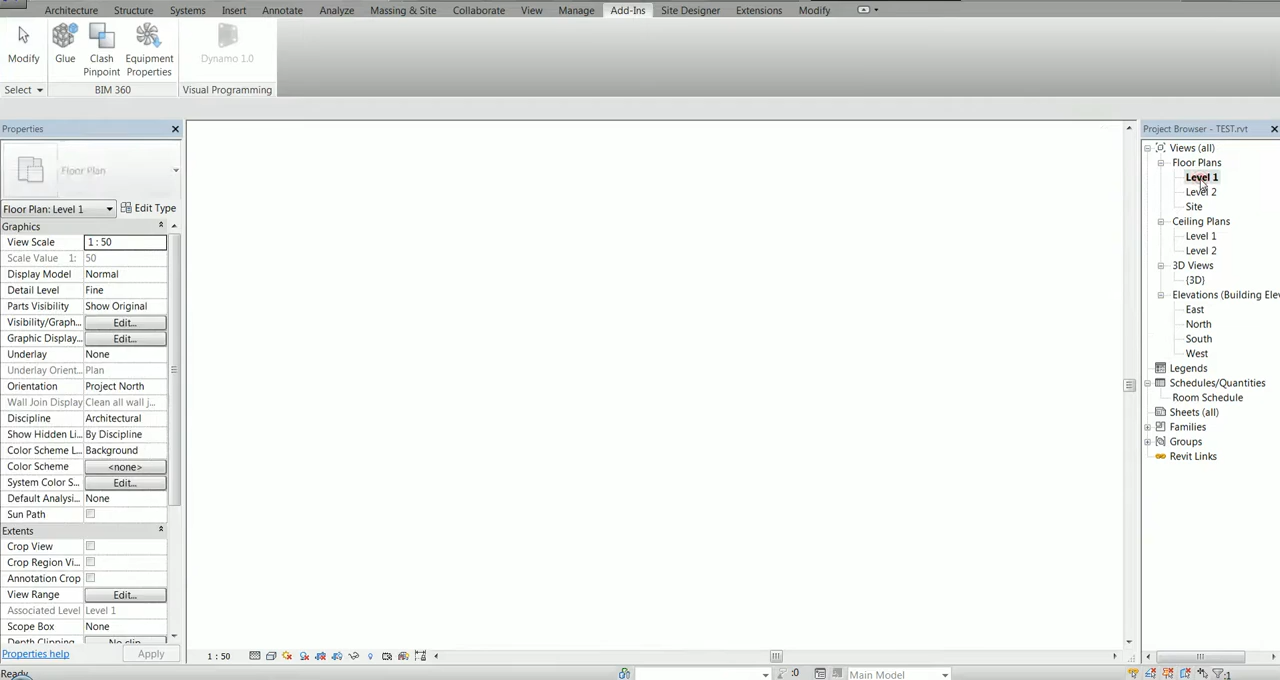 Architecture Structure Systems Insert Annotate Analyze Massing & Site Collaborate View Manage Add-Ins Site Designer Extensions Modify
Modify Glue Clash Pinpoint Equipment Properties Dynamo 1.0
Select BIM 360 Visual Programming
Properties
Floor Plan
Floor Plan: Level 1 Edit Type
Graphics
View Scale 1 : 50
Scale Value 1: 50
Display Model Normal
Detail Level Fine
Parts Visibility Show Original
Visibility/Graph... Edit...
Graphic Display... Edit...
Underlay None
Underlay Orient... Plan
Orientation Project North
Wall Join Display Clean all wall j...
Discipline Architectural
Show Hidden Li... By Discipline
Color Scheme L... Background
Color Scheme <none>
System Color S... Edit...
Default Analysi... None
Sun Path
Extents
Crop View
Crop Region Vi...
Annotation Crop
View Range Edit...
Associated Level Level 1
Scope Box None
Depth Clipping No clip
Properties help Apply
Ready
1 : 50
:0 Main Model :1
Project Browser - TEST.rvt
Views (all)
Floor Plans
Level 1
Level 2
Site
Ceiling Plans
Level 1
Level 2
3D Views
{3D}
Elevations (Building Ele
East
North
South
West
Legends
Schedules/Quantities
Room Schedule
Sheets (all)
Families
Groups
Revit Links